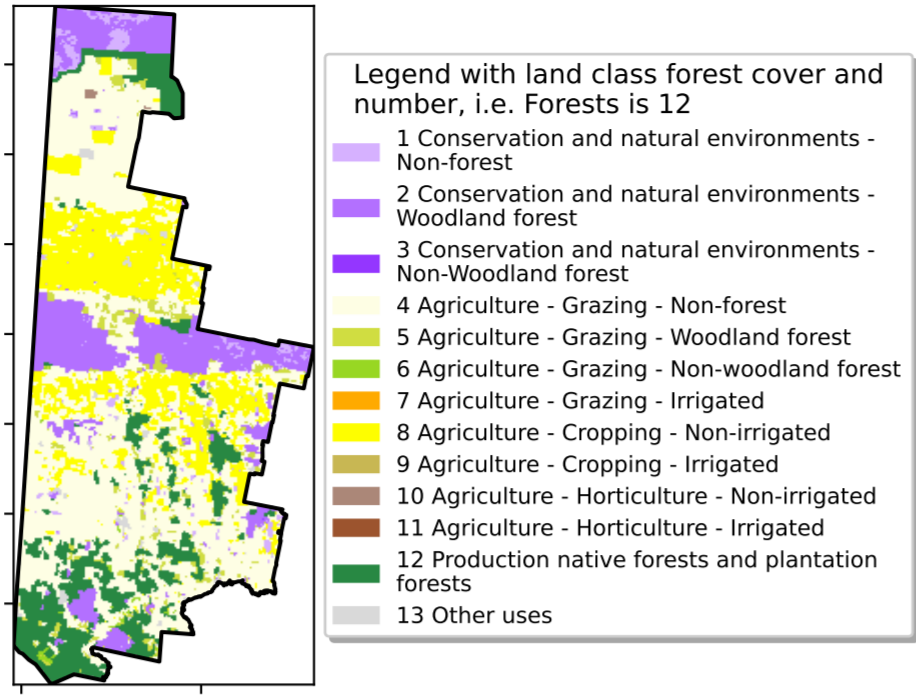 Legend with land class forest cover and
number, i.e. Forests is 12
1 Conservation and natural environments -
Non-forest
2 Conservation and natural environments -
Woodland forest
3 Conservation and natural environments -
Non-Woodland forest
4 Agriculture - Grazing - Non-forest
5 Agriculture - Grazing - Woodland forest
6 Agriculture - Grazing - Non-woodland forest
7 Agriculture - Grazing - Irrigated
8 Agriculture - Cropping - Non-irrigated
9 Agriculture - Cropping - Irrigated
10 Agriculture - Horticulture - Non-irrigated
11 Agriculture - Horticulture - Irrigated
12 Production native forests and plantation
forests
13 Other uses